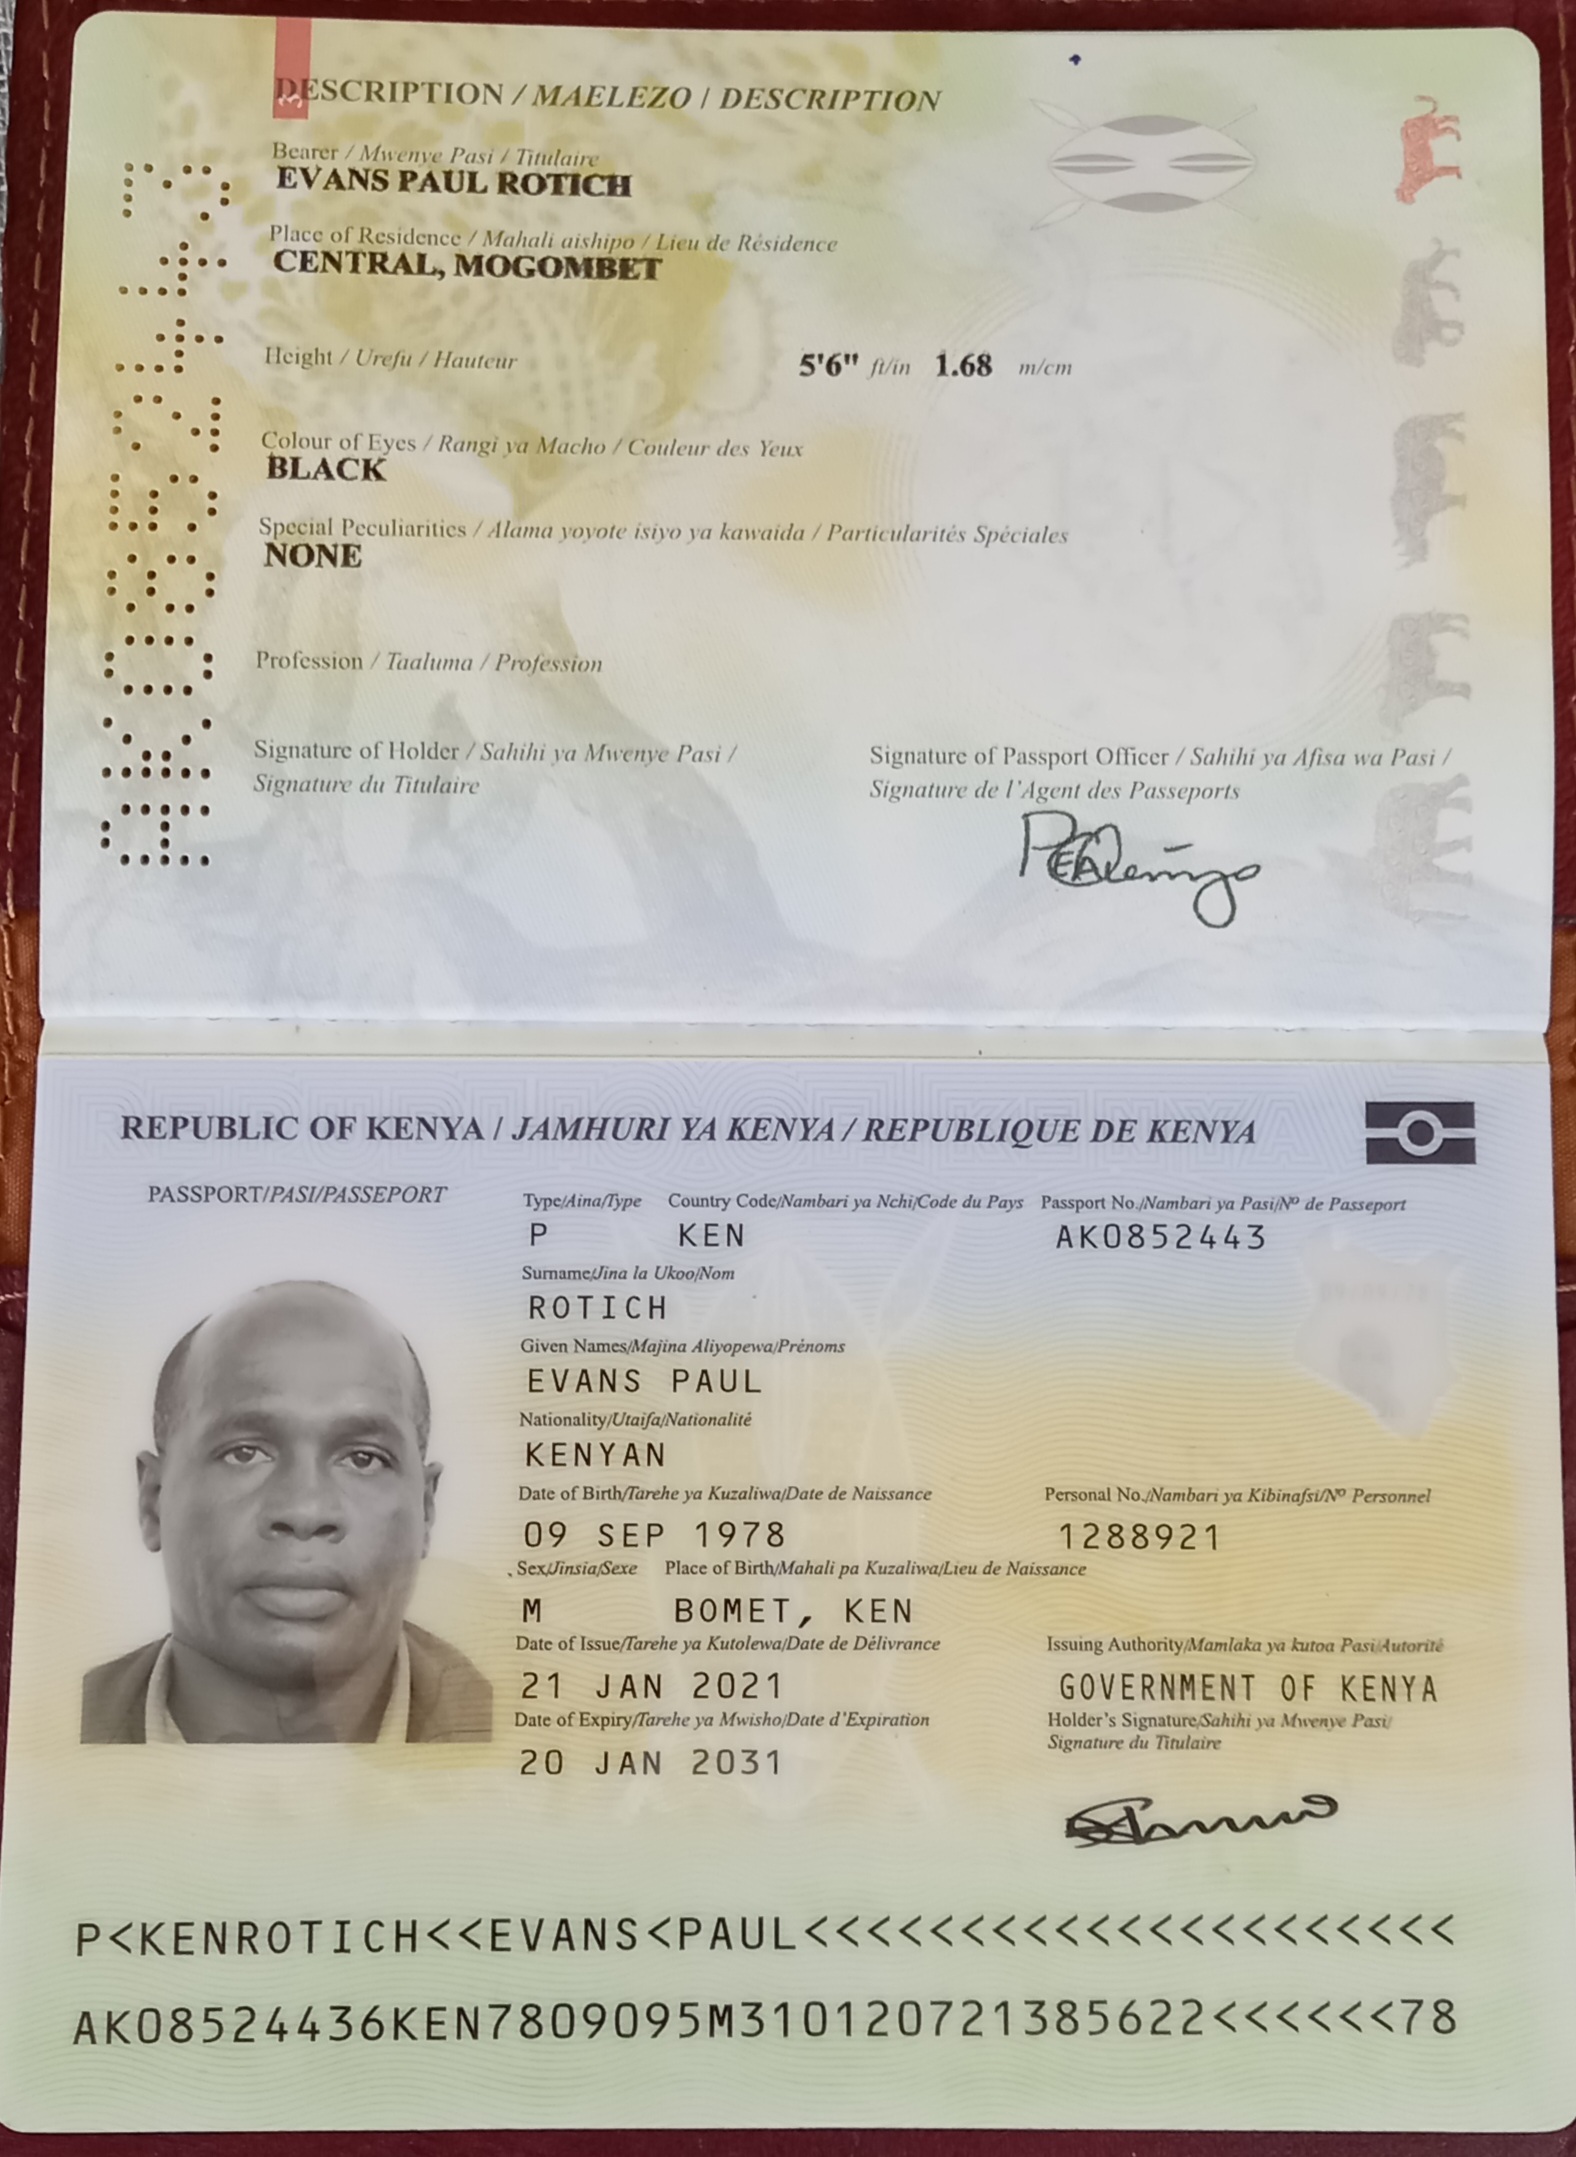 DESCRIPTION / MAELEZO / DESCRIPTION
3
Bearer / Mwenye Pasi / Titulaire
EVANS PAUL ROTICH
Place of Residence / Mahali aishipo / Lieu de Résidence
CENTRAL, MOGOMBET
Height / Urefu / Hauteur 5'6" ft/in 1.68 m/cm
Colour of Eyes / Rangi ya Macho / Couleur des Yeux
BLACK
Special Peculiarities / Alama yoyote isiyo ya kawaida / Particularités Spéciales
NONE
Profession / Taaluma / Profession
Signature of Holder / Sahihi ya Mwenye Pasi /
Signature du Titulaire
Signature of Passport Officer / Sahihi ya Afisa wa Pasi /
Signature de l'Agent des Passeports
REPUBLIC OF KENYA / JAMHURI YA KENYA / REPUBLIQUE DE KENYA
PASSPORT/PASI/PASSEPORT
Type/Aina/Type Country Code/Nambari ya Nchi/Code du Pays Passport No./Nambari ya Pasi/Nº de Passeport
P KEN AK0852443
Surname/Jina la Ukoo/Nom
ROTICH
Given Names/Majina Aliyopewa/Prénoms
EVANS PAUL
Nationality/Utaifa/Nationalité
KENYAN
Date of Birth/Tarehe ya Kuzaliwa/Date de Naissance Personal No./Nambari ya Kibinafsi/Nº Personnel
09 SEP 1978 1288921
Sex/Jinsia/Sexe Place of Birth/Mahali pa Kuzaliwa/Lieu de Naissance
M BOMET, KEN
Date of Issue/Tarehe ya Kutolewa/Date de Délivrance Issuing Authority/Mamlaka ya kutoa Pasi/Autorité
21 JAN 2021 GOVERNMENT OF KENYA
Date of Expiry/Tarehe ya Mwisho/Date d'Expiration Holder's Signature/Sahihi ya Mwenye Pasi/
Signature du Titulaire
20 JAN 2031
P<KENROTICH<<EVANS<PAUL<<<<<<<<<<<<<<<<<<<<<
AK08524436KEN7809095M310120721385622<<<<<<78